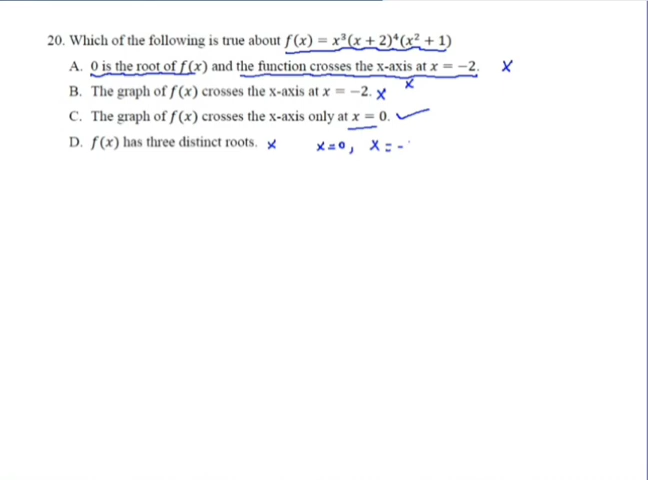 20. Which of the following is true about f(x) = x³(x + 2)⁴(x² + 1)
A. 0 is the root of f(x) and the function crosses the x-axis at x = −2. x
B. The graph of f(x) crosses the x-axis at x = −2. x x
C. The graph of f(x) crosses the x-axis only at x = 0. ✓
D. f(x) has three distinct roots. x x=0, x = -